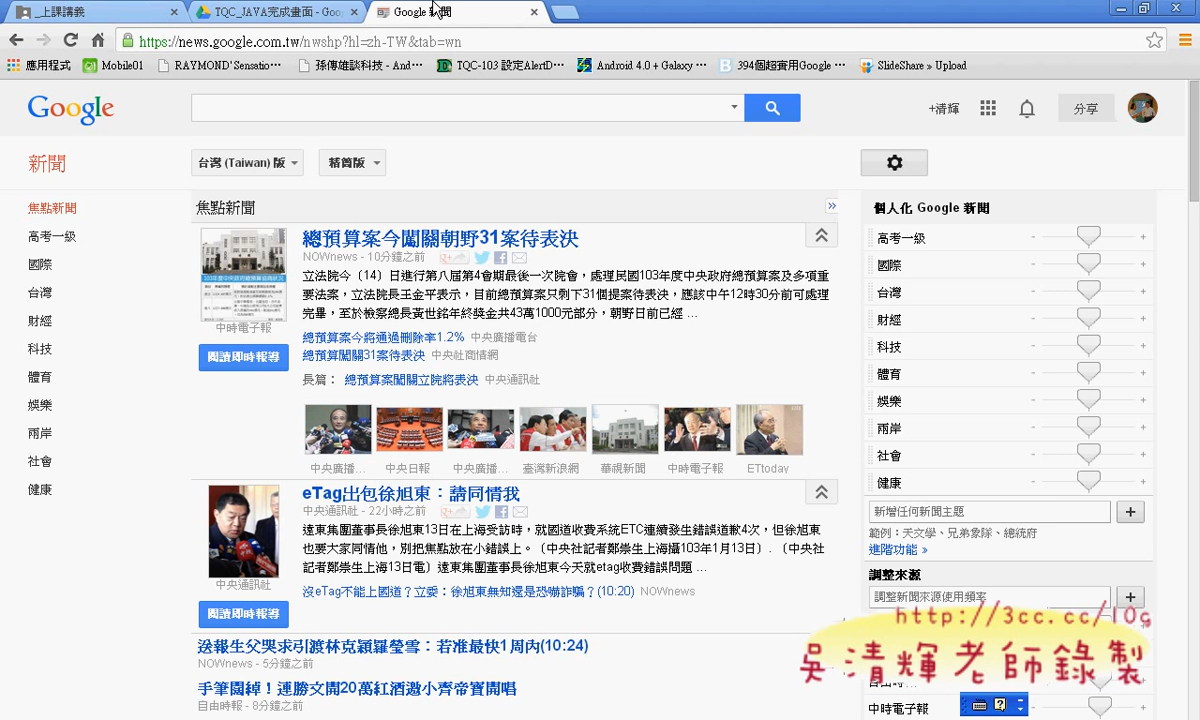 _上課講義
TQC_JAVA完成畫面 - Goo
Google 新聞
https://news.google.com.tw/nwshp?hl=zh-TW&tab=wn
應用程式
Mobile01
RAYMOND'Sensatio…
孫傳雄談科技 - And…
TQC-103 設定AlertD…
Android 4.0 + Galaxy …
394個超實用Google …
SlideShare » Upload
Google
+清輝
分享
新聞
台灣 (Taiwan) 版
精簡版
焦點新聞
高考一級
國際
台灣
財經
科技
體育
娛樂
兩岸
社會
健康
焦點新聞
»
總預算案今闖關朝野31案待表決
NOWnews - 10分鐘之前
立法院今〔14〕日進行第八屆第4會期最後一次院會，處理民國103年度中央政府總預算案及多項重
要法案，立法院長王金平表示，目前總預算案只剩下31個提案待表決，應該中午12時30分前可處理
完畢，至於檢察總長黃世銘年終獎金共43萬1000元部分，朝野日前已經 ...
中時電子報
閱讀即時報導
總預算案今將通過刪除率1.2% 中央廣播電台
總預算闖關31案待表決 中央社商情網
長篇： 總預算案闖關立院將表決 中央通訊社
中央廣播...
中央日報
中央廣播...
臺灣新浪網
華視新聞
中時電子報
ETtoday
eTag出包徐旭東：請同情我
中央通訊社 - 22小時之前
遠東集團董事長徐旭東13日在上海受訪時，就國道收費系統ETC連續發生錯誤道歉4次，但徐旭東
也要大家同情他，別把焦點放在小錯誤上。〔中央社記者鄭崇生上海攝103年1月13日〕. 〔中央社
記者鄭崇生上海13日電〕遠東集團董事長徐旭東今天就etag收費錯誤問題 ...
中央通訊社
閱讀即時報導
沒eTag不能上國道？立委：徐旭東無知還是恐嚇詐騙？(10:20) NOWnews
送報生父哭求引渡林克穎羅瑩雪：若准最快1周內(10:24)
NOWnews - 5分鐘之前
手筆闊綽！連勝文開20萬紅酒邀小齊帝寶開唱
自由時報 - 8分鐘之前
個人化 Google 新聞
高考一級
國際
台灣
財經
科技
體育
娛樂
兩岸
社會
健康
新增任何新聞主題
範例：天文學、兄弟象隊、總統府
進階功能 »
調整來源
調整新聞來源使用頻率
http://3cc.cc/10g
吳清輝老師錄製
中時電子報